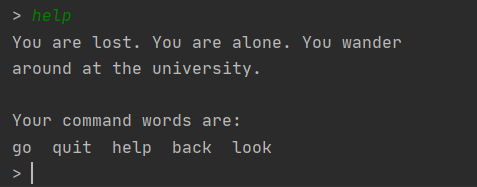 > help
You are lost. You are alone. You wander
around at the university.
Your command words are:
go  quit  help  back  look
>